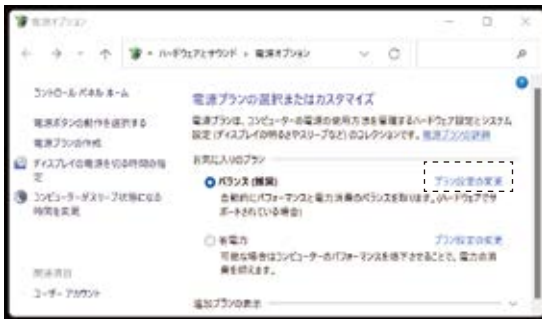 電源オプション
ハードウェアとサウンド
電源オプション
コントロール パネル ホーム
電源ボタンの動作を選択する
電源プランの作成
ディスプレイの電源を切る時間の指
定
コンピューターがスリープ状態になる
時間を変更
関連項目
ユーザー アカウント
電源プランの選択またはカスタマイズ
電源プランは、コンピューターの電源の使用方法を管理するハードウェア設定とシステム
設定 (ディスプレイの明るさやスリープなど) のコレクションです。電源プランの詳細
お気に入りのプラン
バランス (推奨)
プラン設定の変更
自動的にパフォーマンスと電力消費のバランスを取ります。(ハードウェアでサ
ポートされている場合)
省電力
プラン設定の変更
可能な場合はコンピューターのパフォーマンスを低下させることで、電力の消
費を抑えます。
追加プランの表示